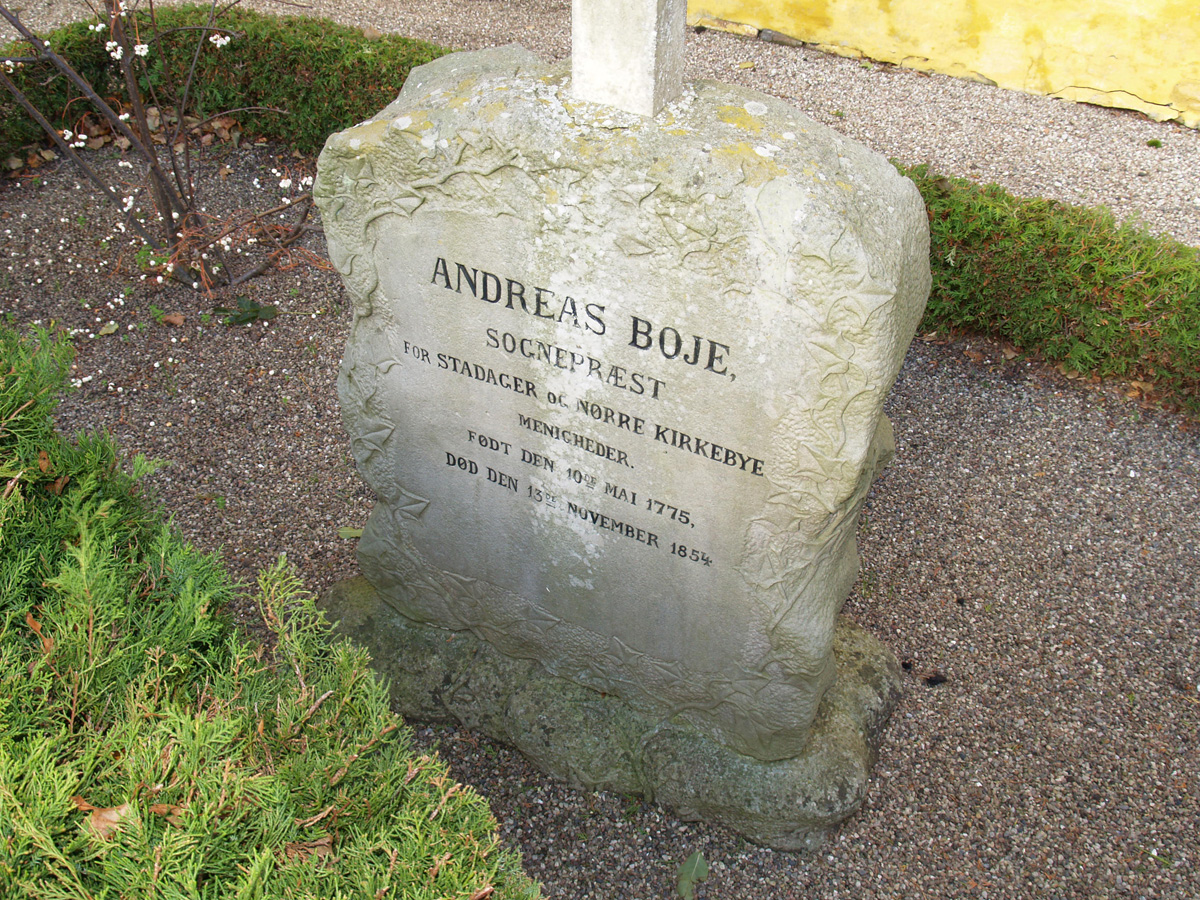 ANDREAS BOJE,
SOGNEPRÆST
FOR STADAGER OG NØRRE KIRKEBYE
MENIGHEDER.
FØDT DEN 10DE MAI 1775,
DØD DEN 13DE NOVEMBER 1854.